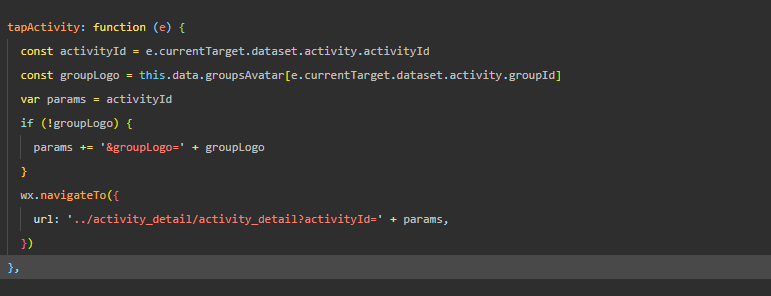 tapActivity: function (e) {
const activityId = e.currentTarget.dataset.activity.activityId
const groupLogo = this.data.groupsAvatar[e.currentTarget.dataset.activity.groupId]
var params = activityId
if (!groupLogo) {
params += '&groupLogo=' + groupLogo
}
wx.navigateTo({
url: '../activity_detail/activity_detail?activityId=' + params,
})
},